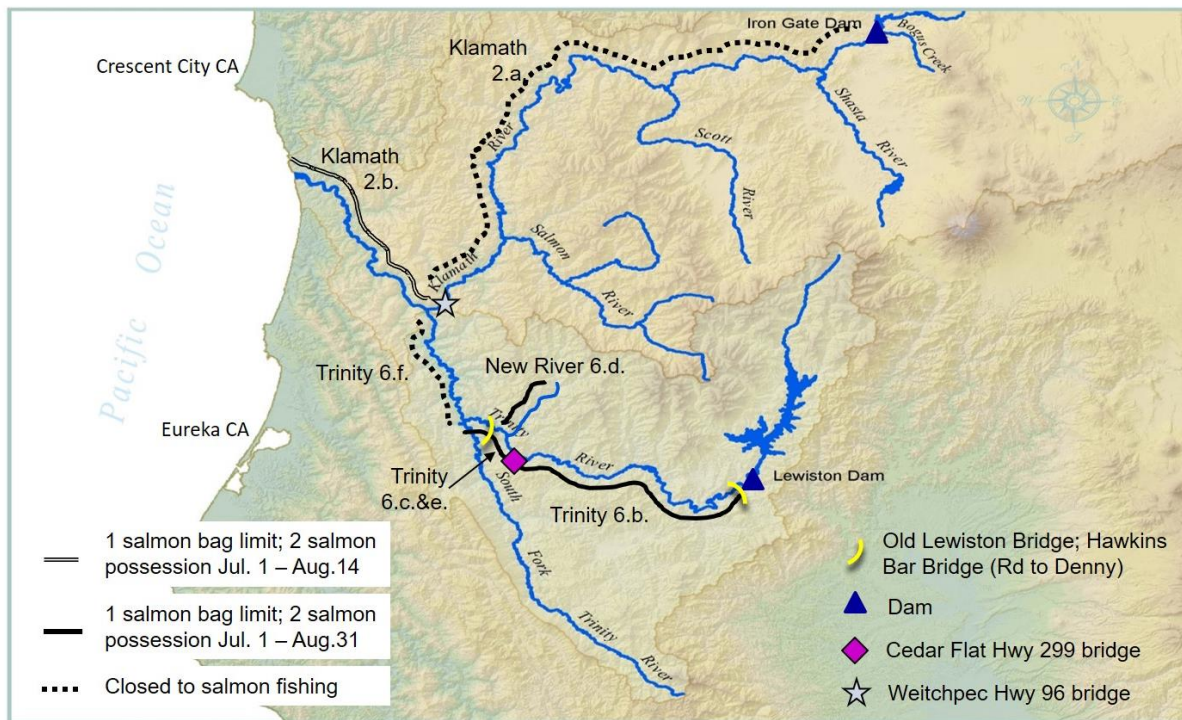 Iron Gate Dam
Bogus Creek
Klamath
2.a.
Crescent City CA
Shasta
River
River
Scott
River
Klamath
2.b.
Pacific Ocean
Salmon
River
Klamath
New River 6.d.
Trinity 6.f.
Trinity
River
Eureka CA
Lewiston Dam
Trinity
6.c.&e.
South
Fork
Trinity
River
Trinity 6.b.
1 salmon bag limit; 2 salmon
possession Jul. 1 – Aug.14
1 salmon bag limit; 2 salmon
possession Jul. 1 – Aug.31
Closed to salmon fishing
Old Lewiston Bridge; Hawkins
Bar Bridge (Rd to Denny)
Dam
Cedar Flat Hwy 299 bridge
Weitchpec Hwy 96 bridge